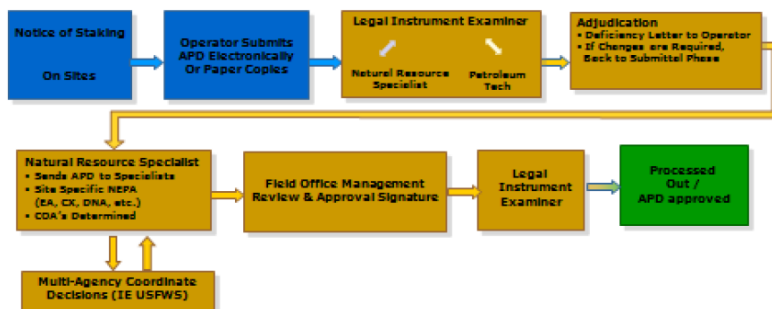 Notice of Staking
On Sites
Operator Submits
APD Electronically
Or Paper Copies
Legal Instrument Examiner
Natural Resource
Specialist
Petroleum
Tech
Adjudication
• Deficiency Letter to Operator
• If Changes are Required,
Back to Submittal Phase
Natural Resource Specialist
• Sends APD to Specialists
• Site Specific NEPA
(EA, CX, DNA, etc.)
• COA's Determined
Field Office Management
Review & Approval Signature
Legal
Instrument
Examiner
Processed
Out /
APD approved
Multi-Agency Coordinate
Decisions (IE USFWS)